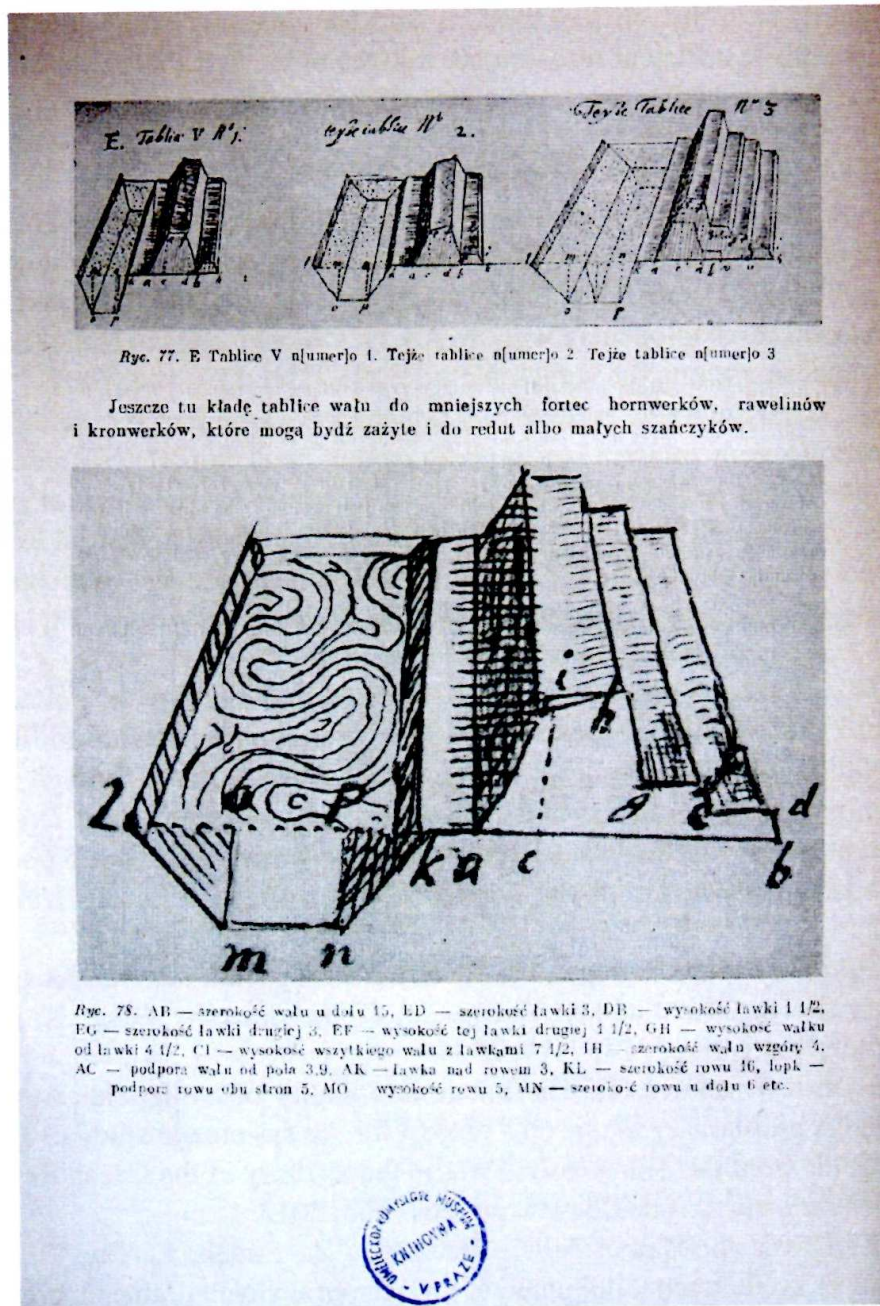 E. Tablica V N° 1.
tejże tablice N°
2.
Tejże Tablice N° 3
Ryc. 77. E Tablice V n[umer]o 1. Tejże tablice n[umer]o 2 Tejże tablice n[umer]o 3
Jeszcze tu kładę tablice wału do mniejszych fortec hornwerków, rawelinów
i kronwerków, które mogą bydź zażyte i do redut albo małych szańczyków.
i
h
l o p g e d
k a c b
m n
Ryc. 78. AB — szerokość wału u dołu 15, ED — szerokość ławki 3, DB — wysokość ławki 1 1/2,
EG — szerokość ławki drugiej 3, EF — wysokość tej ławki drugiej 1 1/2, GH — wysokość wałku
od ławki 4 1/2, CI — wysokość wszytkiego wału z ławkami 7 1/2, IH — szerokość wału wzgórę 4,
AC — podpora wału od pola 3,9, AK — ławka nad rowem 3, KL — szerokość rowu 16, lopk —
podpora rowu obu stron 5, MO — wysokość rowu 5, MN — szerokość rowu u dołu 6 etc.
UMĚLECKOPRŮMYSLOVÉ MUSEUM
KNIHOVNA
· V PRAZE ·